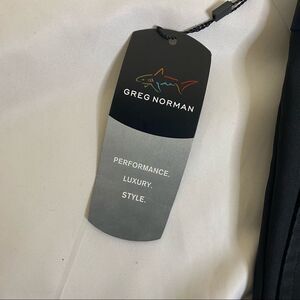 GREG NORMAN
PERFORMANCE.
LUXURY.
STYLE.